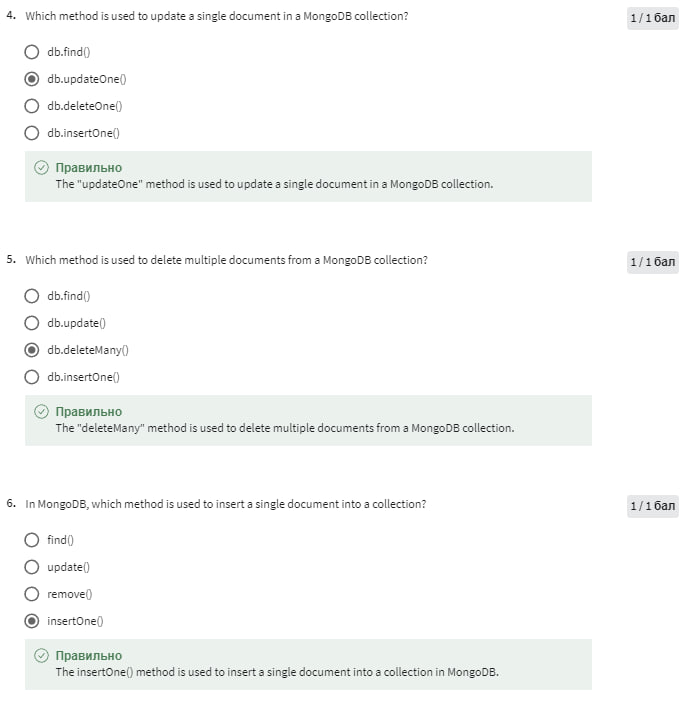 4. Which method is used to update a single document in a MongoDB collection?
1 / 1 бал
db.find()
db.updateOne()
db.deleteOne()
db.insertOne()
Правильно
The "updateOne" method is used to update a single document in a MongoDB collection.
5. Which method is used to delete multiple documents from a MongoDB collection?
1 / 1 бал
db.find()
db.update()
db.deleteMany()
db.insertOne()
Правильно
The "deleteMany" method is used to delete multiple documents from a MongoDB collection.
6. In MongoDB, which method is used to insert a single document into a collection?
1 / 1 бал
find()
update()
remove()
insertOne()
Правильно
The insertOne() method is used to insert a single document into a collection in MongoDB.